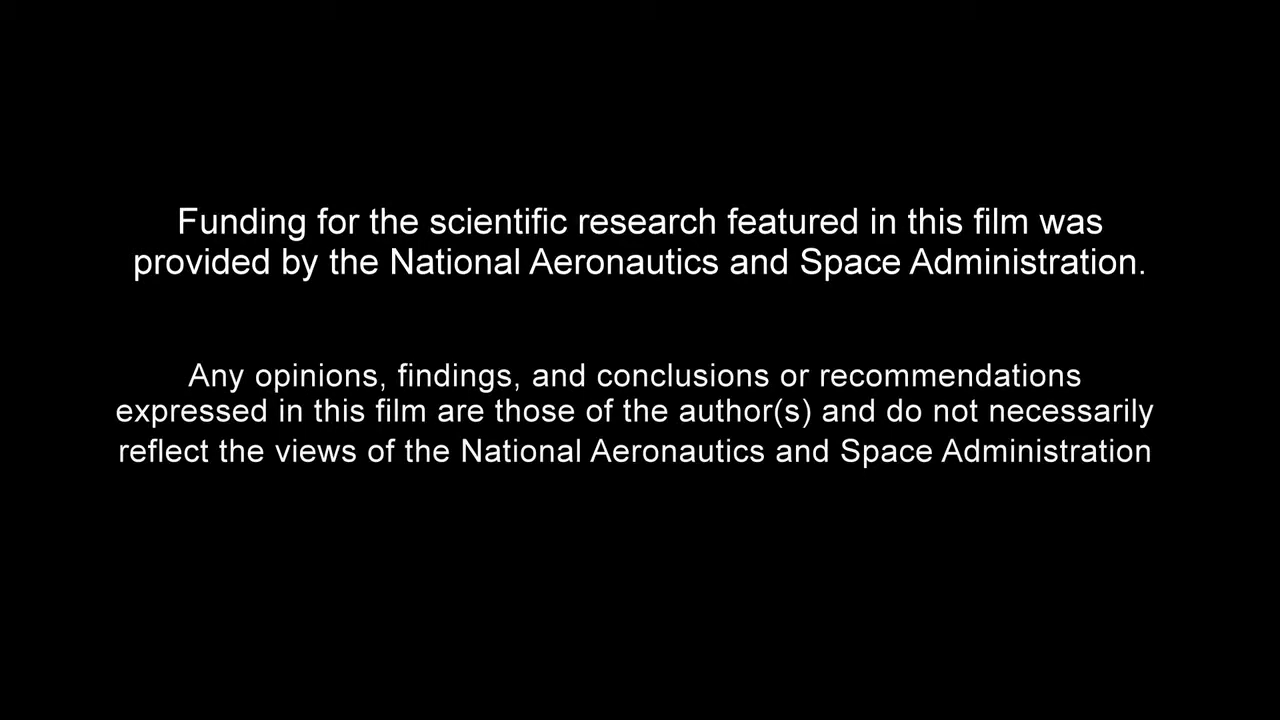 Funding for the scientific research featured in this film was
provided by the National Aeronautics and Space Administration.
Any opinions, findings, and conclusions or recommendations
expressed in this film are those of the author(s) and do not necessarily
reflect the views of the National Aeronautics and Space Administration